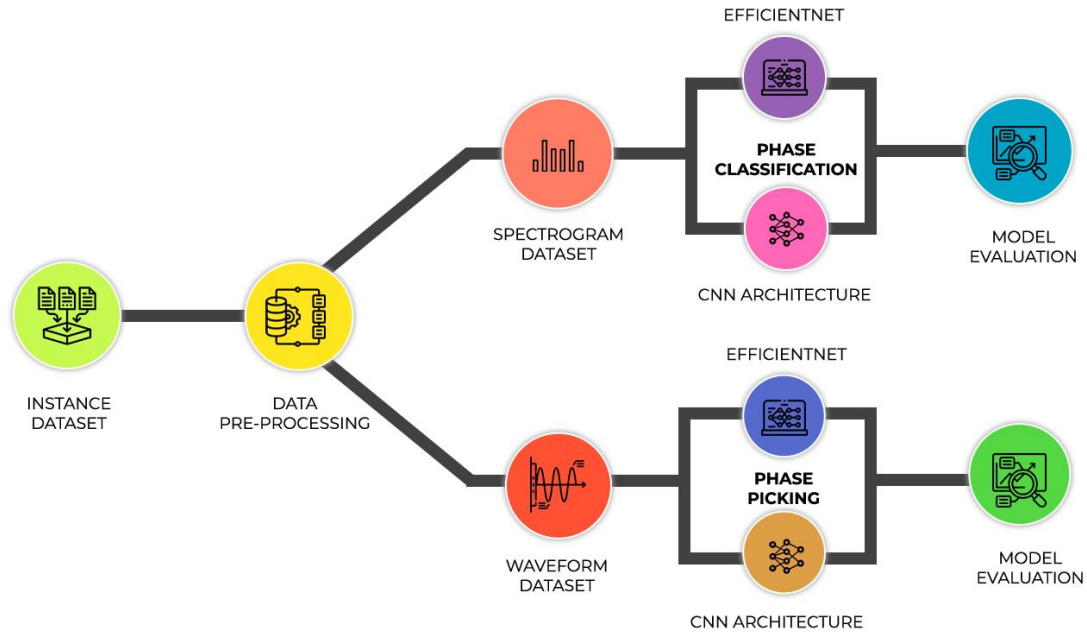 EFFICIENTNET
PHASE
CLASSIFICATION
SPECTROGRAM
DATASET
MODEL
EVALUATION
CNN ARCHITECTURE
INSTANCE
DATASET
DATA
PRE-PROCESSING
EFFICIENTNET
PHASE
PICKING
WAVEFORM
DATASET
MODEL
EVALUATION
CNN ARCHITECTURE